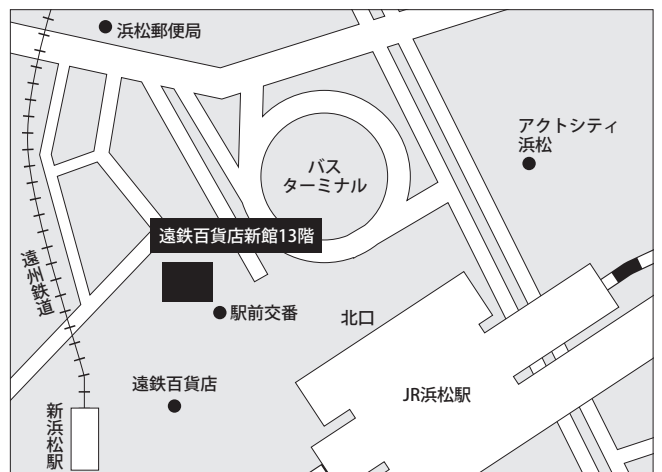 浜松郵便局
アクトシティ
浜松
バス
ターミナル
遠鉄百貨店新館13階
遠州鉄道
駅前交番
北口
遠鉄百貨店
JR浜松駅
新浜松駅